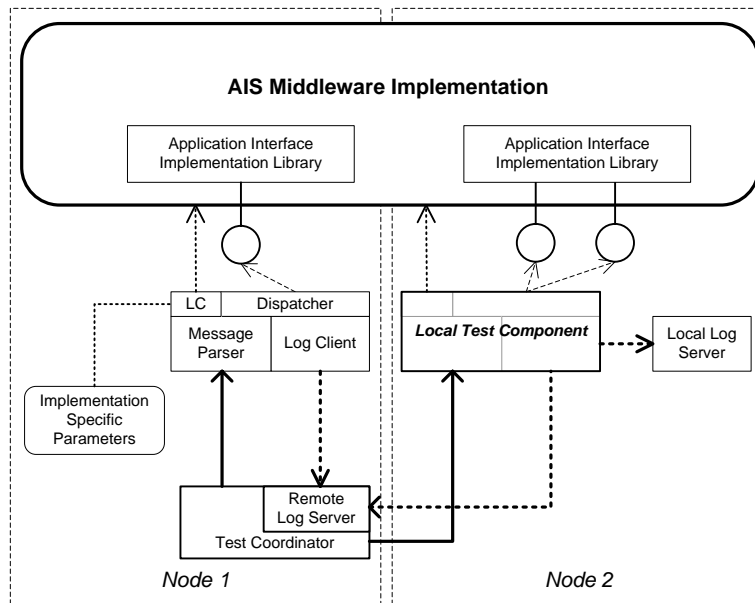 AIS Middleware Implementation
Application Interface
Implementation Library
Application Interface
Implementation Library
LC
Dispatcher
Message
Parser
Log Client
Local Test Component
Local Log
Server
Implementation
Specific
Parameters
Remote
Log Server
Test Coordinator
Node 1
Node 2